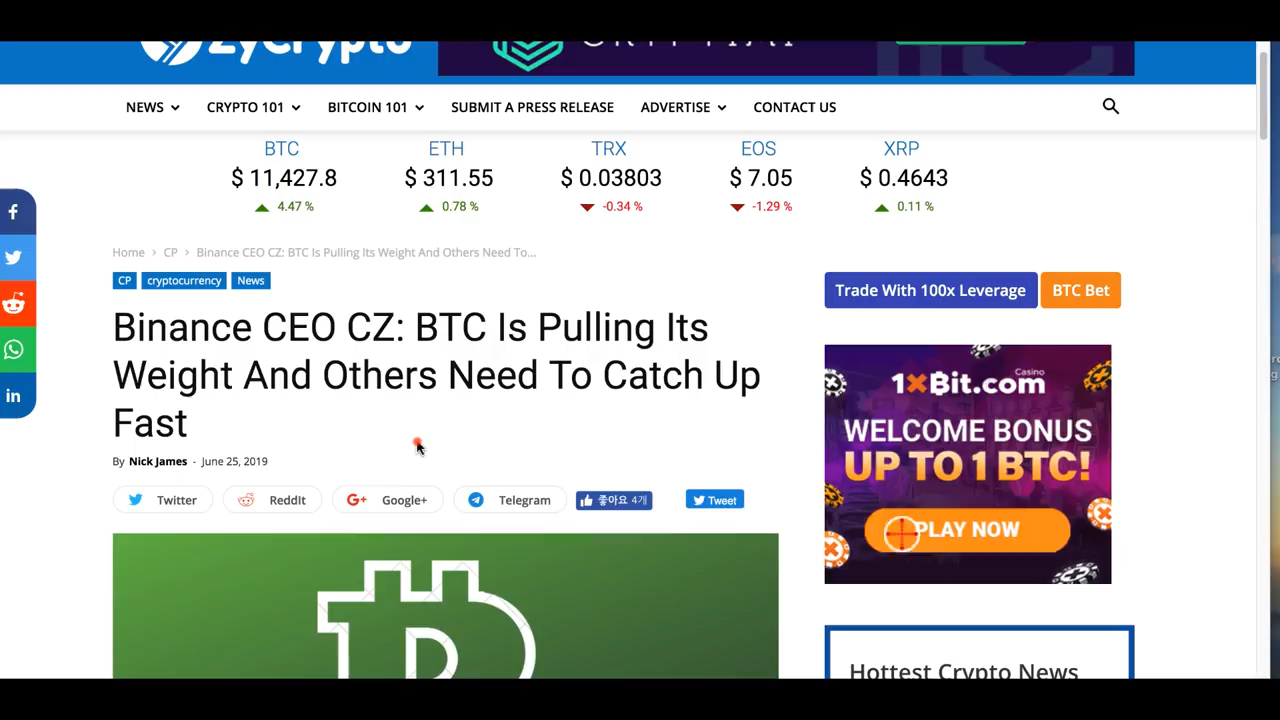 ZyCrypto
NEWS CRYPTO 101 BITCOIN 101 SUBMIT A PRESS RELEASE ADVERTISE CONTACT US
BTC ETH TRX EOS XRP
$ 11,427.8 $ 311.55 $ 0.03803 $ 7.05 $ 0.4643
4.47 % 0.78 % -0.34 % -1.29 % 0.11 %
Home > CP > Binance CEO CZ: BTC Is Pulling Its Weight And Others Need To...
CP cryptocurrency News
Trade With 100x Leverage BTC Bet
Binance CEO CZ: BTC Is Pulling Its
Weight And Others Need To Catch Up
Fast
By Nick James - June 25, 2019
Twitter ReddIt Google+ Telegram 좋아요 4개 Tweet
1xBit.com
Casino
WELCOME BONUS
UP TO 1 BTC!
PLAY NOW
Hottest Crypto News